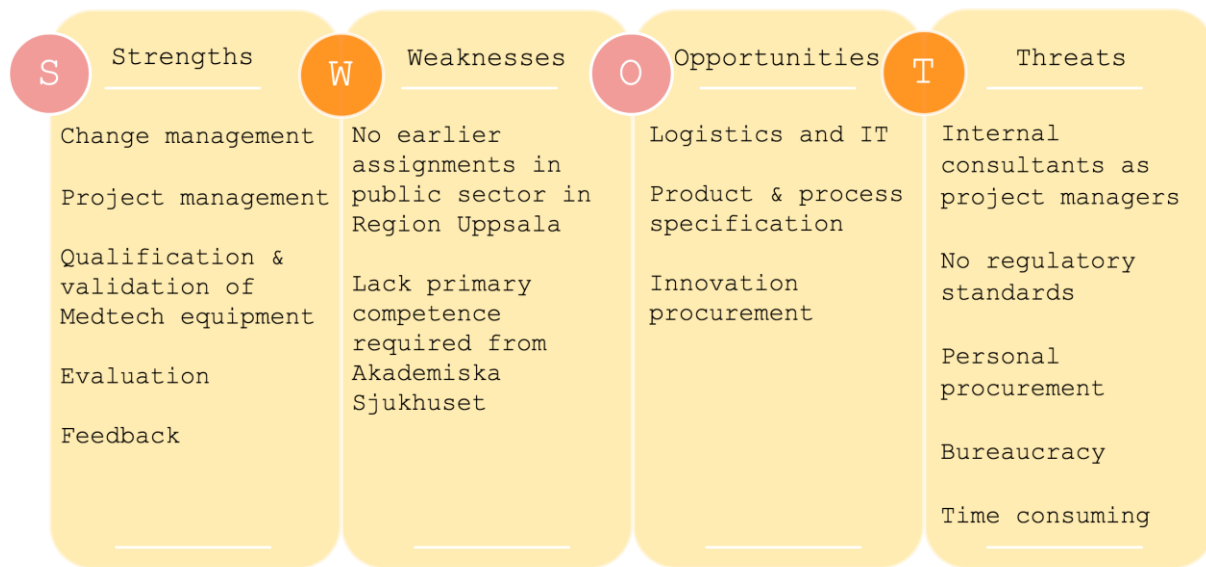 S
Strengths
Change management
Project management
Qualification &
validation of
Medtech equipment
Evaluation
Feedback
W
Weaknesses
No earlier
assignments in
public sector in
Region Uppsala
Lack primary
competence
required from
Akademiska
Sjukhuset
O
Opportunities
Logistics and IT
Product & process
specification
Innovation
procurement
T
Threats
Internal
consultants as
project managers
No regulatory
standards
Personal
procurement
Bureaucracy
Time consuming